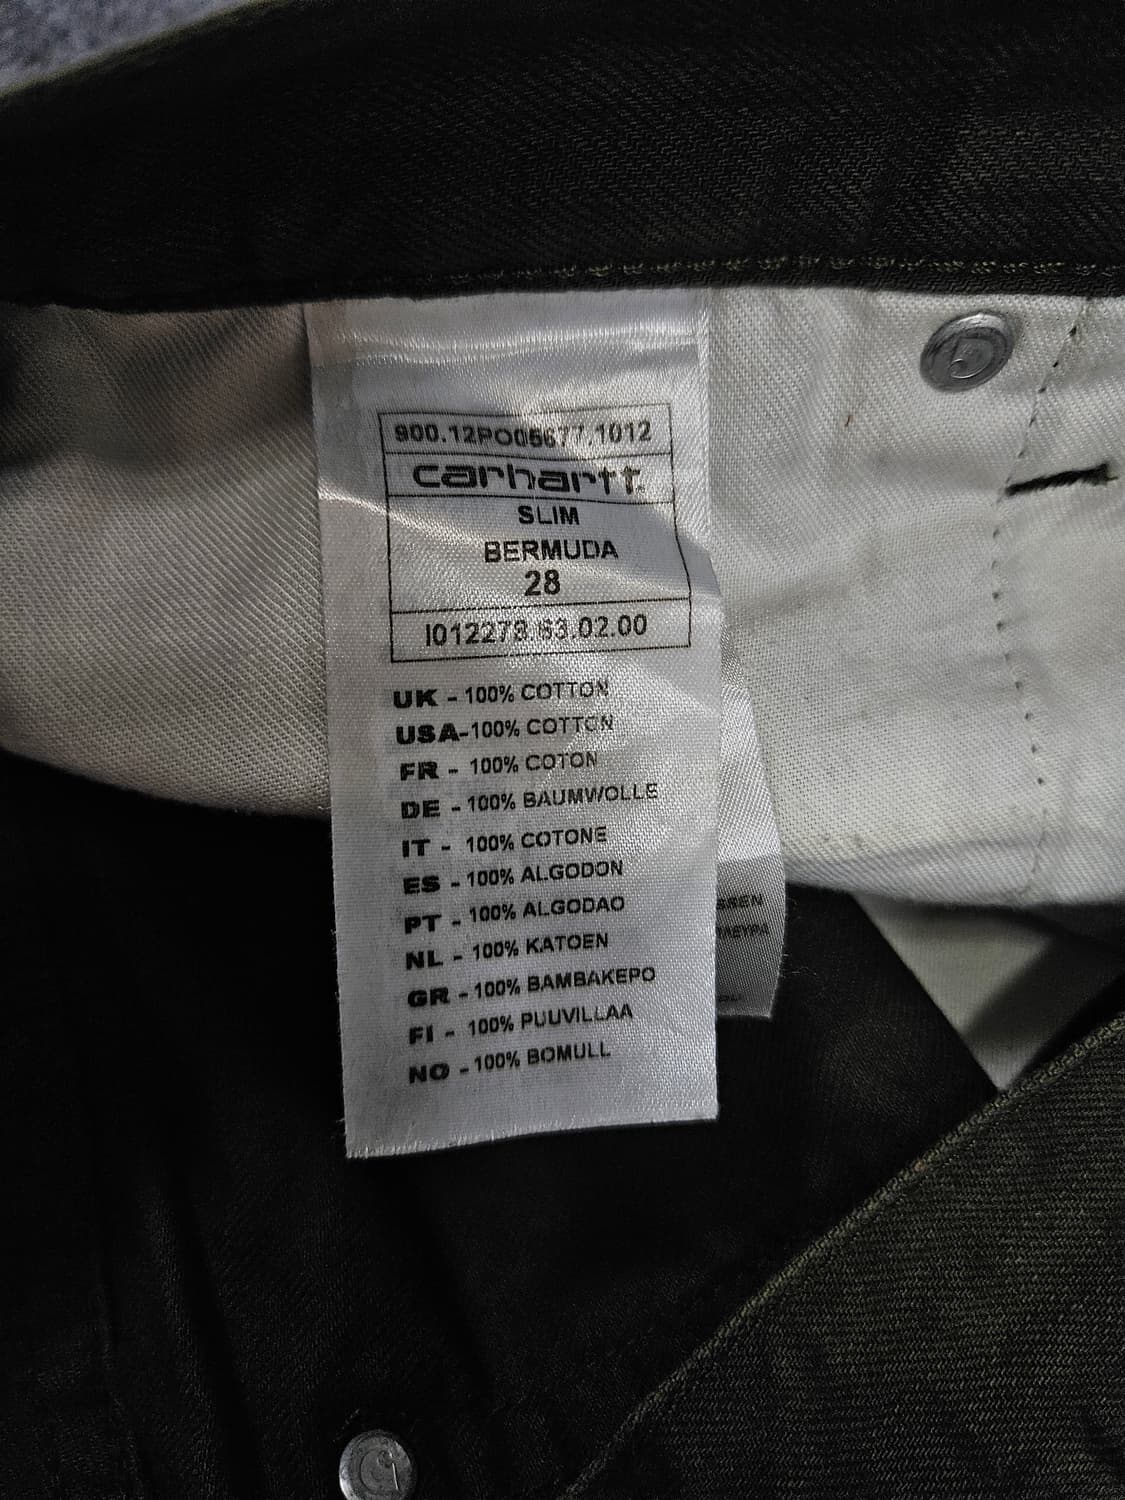 900.12PO05677.1012
carhartt.
SLIM
BERMUDA
28
I012278.63.02.00
UK - 100% COTTON
USA-100% COTTON
FR - 100% COTON
DE - 100% BAUMWOLLE
IT - 100% COTONE
ES - 100% ALGODON
PT - 100% ALGODAO
NL - 100% KATOEN
GR - 100% BAMBAKEPO
FI - 100% PUUVILLAA
NO - 100% BOMULL